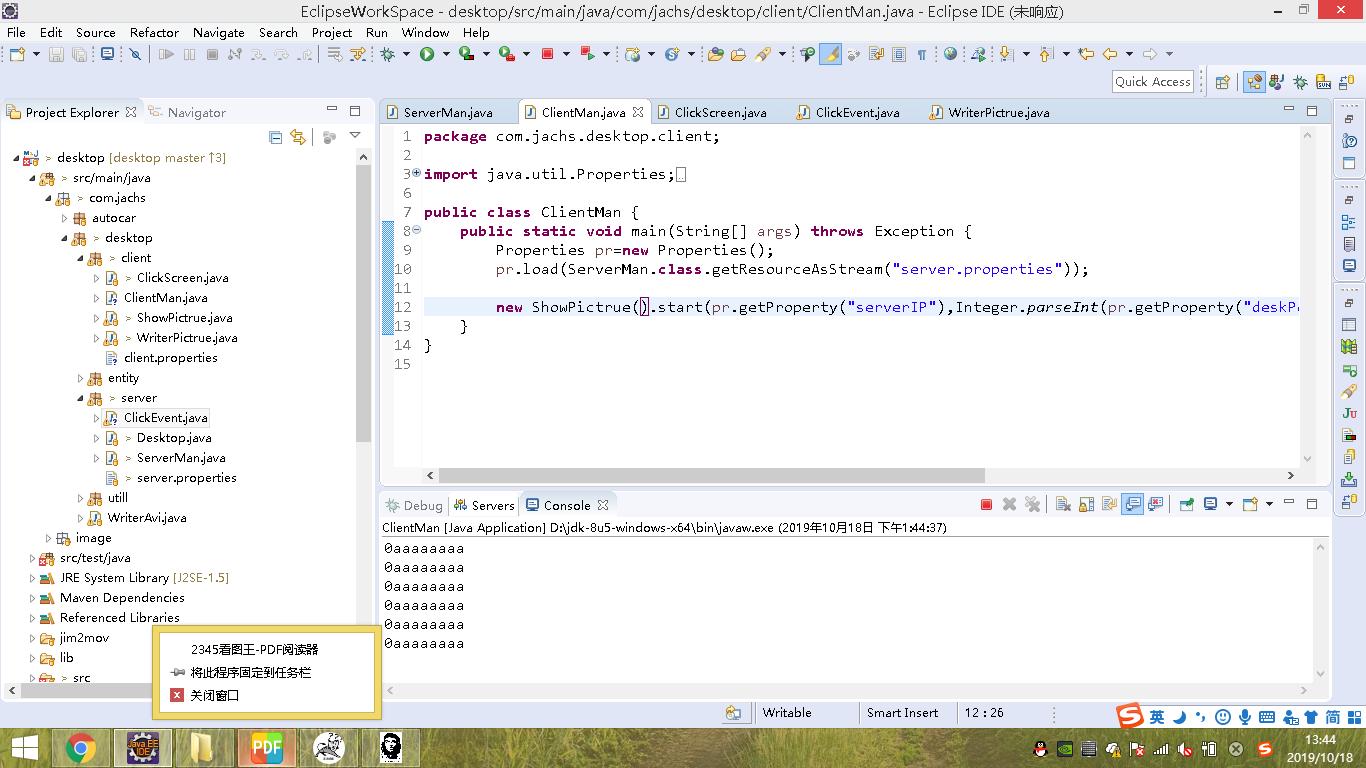 EclipseWorkSpace - desktop/src/main/java/com/jachs/desktop/client/ClientMan.java - Eclipse IDE (未响应)
File Edit Source Refactor Navigate Search Project Run Window Help
Quick Access
Project Explorer Navigator
> desktop [desktop master ↑3]
> src/main/java
> com.jachs
autocar
> desktop
> client
> ClickScreen.java
ClientMan.java
> ShowPictrue.java
> WriterPictrue.java
client.properties
entity
> server
ClickEvent.java
> Desktop.java
> ServerMan.java
> server.properties
utill
WriterAvi.java
image
src/test/java
JRE System Library [J2SE-1.5]
Maven Dependencies
Referenced Libraries
jim2mov
lib
> src
ServerMan.java ClientMan.java ClickScreen.java ClickEvent.java WriterPictrue.java
1 package com.jachs.desktop.client;
2
3 import java.util.Properties;
6
7 public class ClientMan {
8 public static void main(String[] args) throws Exception {
9 Properties pr=new Properties();
10 pr.load(ServerMan.class.getResourceAsStream("server.properties"));
11
12 new ShowPictrue().start(pr.getProperty("serverIP"),Integer.parseInt(pr.getProperty("deskP
13 }
14 }
15
Debug Servers Console
ClientMan [Java Application] D:\jdk-8u5-windows-x64\bin\javaw.exe (2019年10月18日 下午1:44:37)
0aaaaaaaa
0aaaaaaaa
0aaaaaaaa
0aaaaaaaa
0aaaaaaaa
0aaaaaaaa
2345看图王-PDF阅读器
将此程序固定到任务栏
关闭窗口
Writable Smart Insert 12 : 26
英 简
Java EE IDE
PDF
13:44
2019/10/18